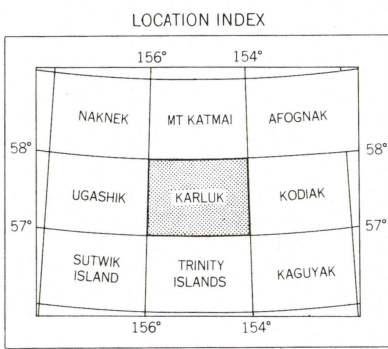 LOCATION INDEX
156° 154°
NAKNEK MT KATMAI AFOGNAK
58° 58°
UGASHIK KARLUK KODIAK
57° 57°
SUTWIK
ISLAND
TRINITY
ISLANDS
KAGUYAK
156° 154°